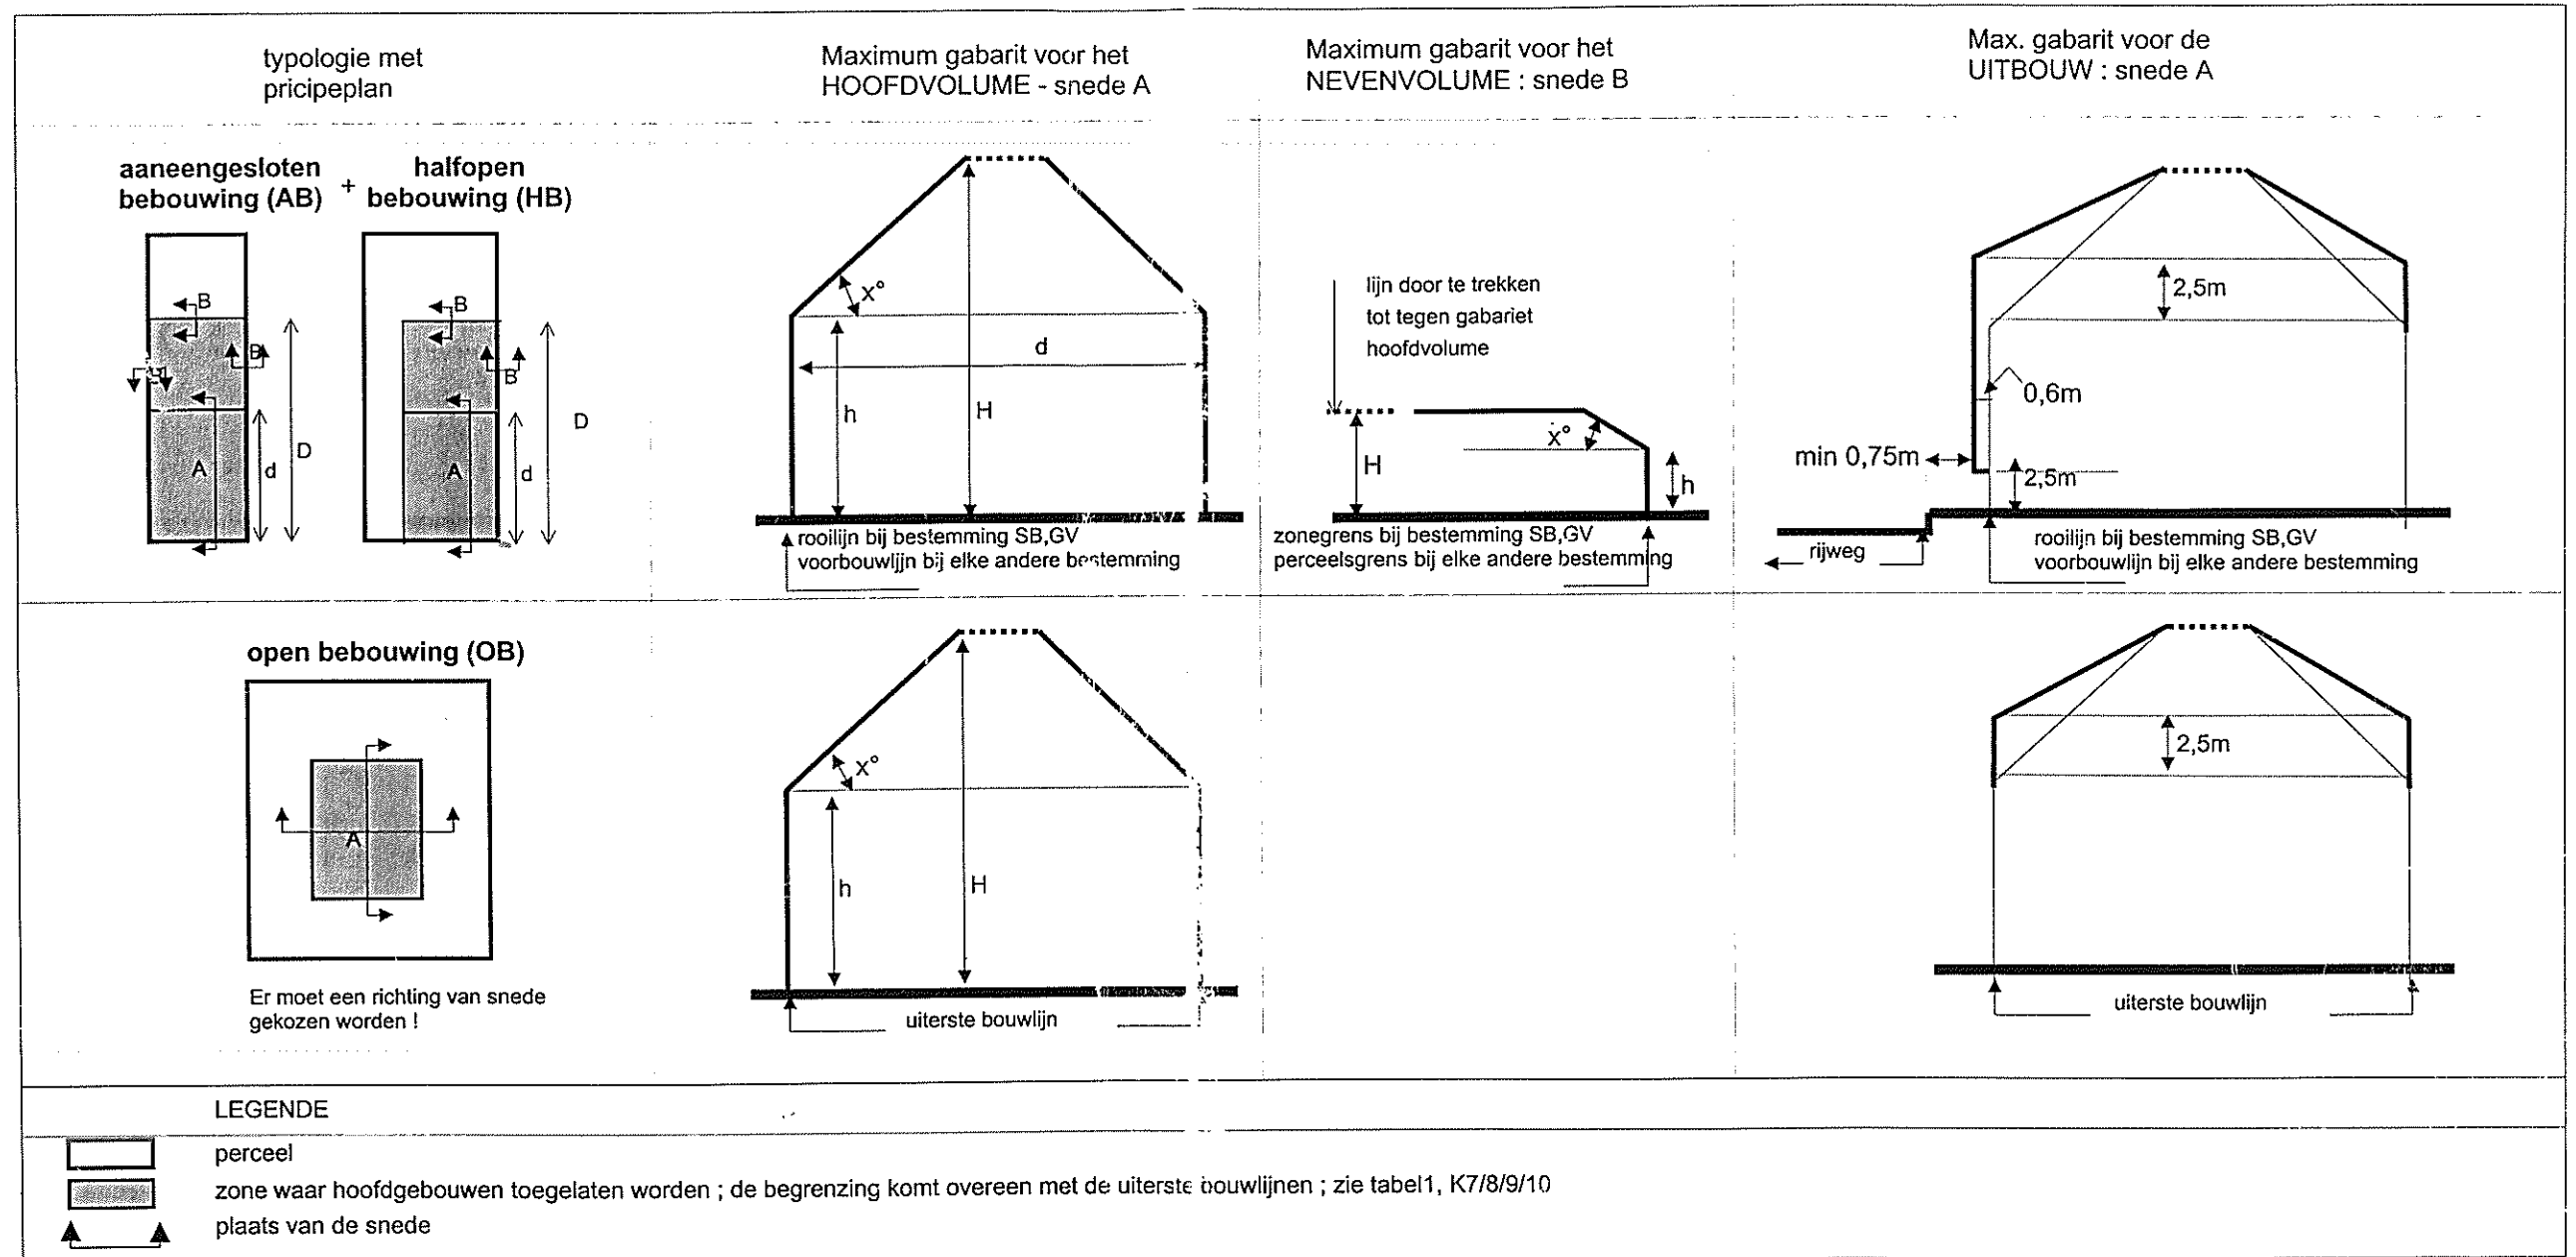 typologie met
pricipeplan
Maximum gabarit voor het
HOOFDVOLUME - snede A
Maximum gabarit voor het
NEVENVOLUME : snede B
Max. gabarit voor de
UITBOUW : snede A
aaneengesloten
bebouwing (AB)
+
halfopen
bebouwing (HB)
B
B
B
A
d
D
B
B
A
d
D
x°
d
h
H
rooilijn bij bestemming SB,GV
voorbouwlijn bij elke andere bestemming
lijn door te trekken
tot tegen gabariet
hoofdvolume
x°
H
h
zonegrens bij bestemming SB,GV
perceelsgrens bij elke andere bestemming
2,5m
0,6m
min 0,75m
2,5m
rijweg
rooilijn bij bestemming SB,GV
voorbouwlijn bij elke andere bestemming
open bebouwing (OB)
A
Er moet een richting van snede
gekozen worden !
x°
h
H
uiterste bouwlijn
2,5m
uiterste bouwlijn
LEGENDE
perceel
zone waar hoofdgebouwen toegelaten worden ; de begrenzing komt overeen met de uiterste bouwlijnen ; zie tabel1, K7/8/9/10
plaats van de snede